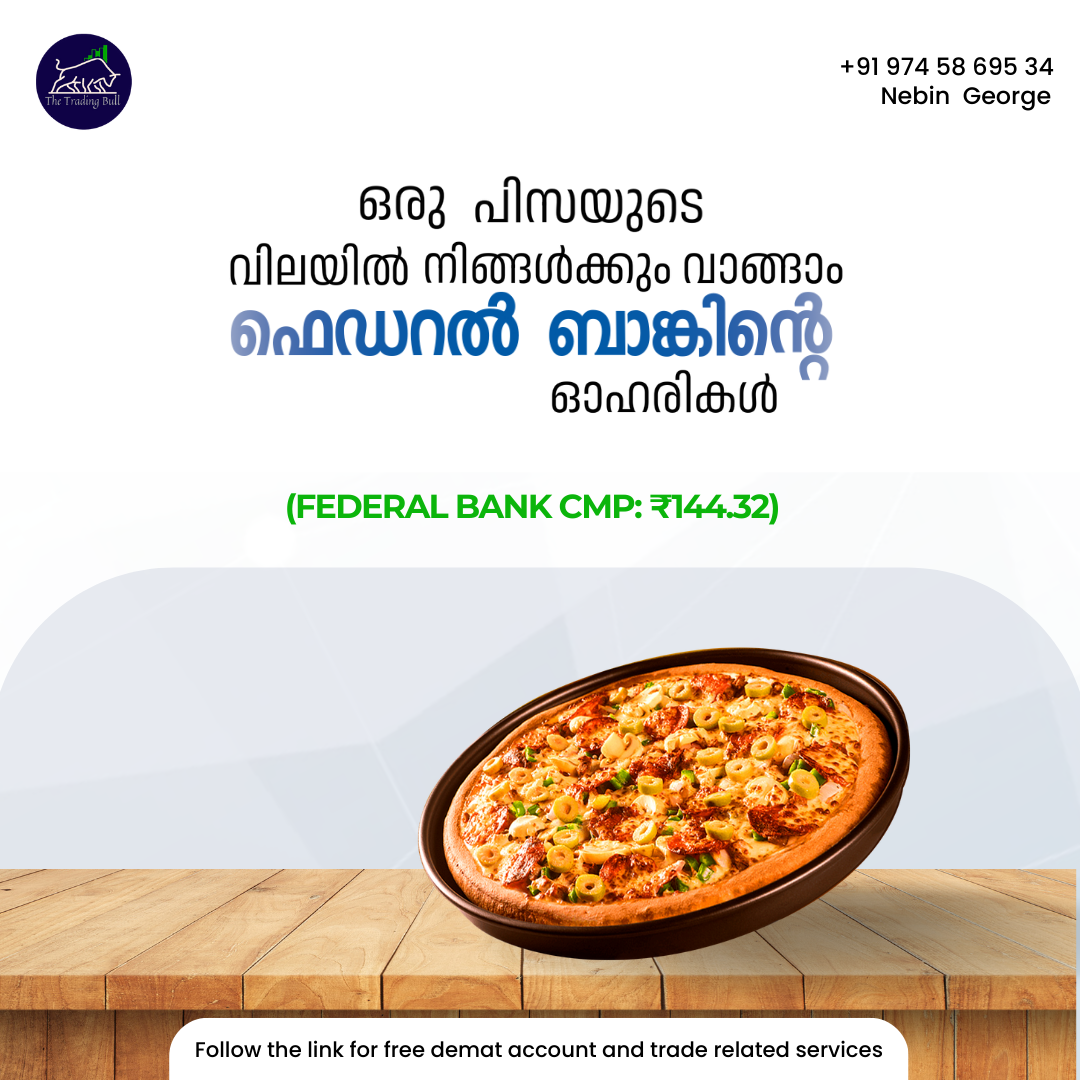 The Trading Bull
+91 974 58 695 34
Nebin George
ഒരു പിസയുടെ
വിലയിൽ നിങ്ങൾക്കും വാങ്ങാം
ഫെഡറൽ ബാങ്കിന്റെ
ഓഹരികൾ
(FEDERAL BANK CMP: ₹144.32)
Follow the link for free demat account and trade related services